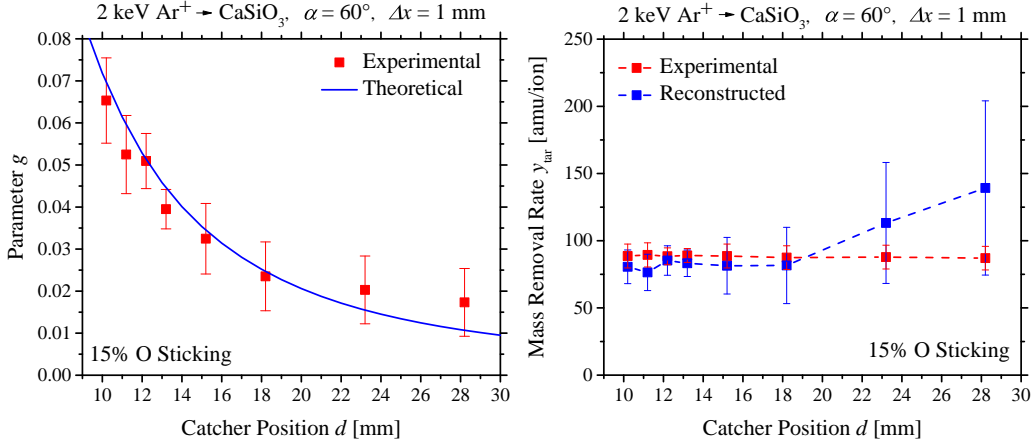 2 keV Ar⁺ → CaSiO₃, α = 60°, Δx = 1 mm
0.08
0.07
0.06
0.05
0.04
0.03
0.02
0.01
0.00
Parameter g
Experimental
Theoretical
15% O Sticking
10 12 14 16 18 20 22 24 26 28 30
Catcher Position d [mm]
2 keV Ar⁺ → CaSiO₃, α = 60°, Δx = 1 mm
250
200
150
100
50
0
Mass Removal Rate y_tar [amu/ion]
Experimental
Reconstructed
15% O Sticking
10 12 14 16 18 20 22 24 26 28 30
Catcher Position d [mm]